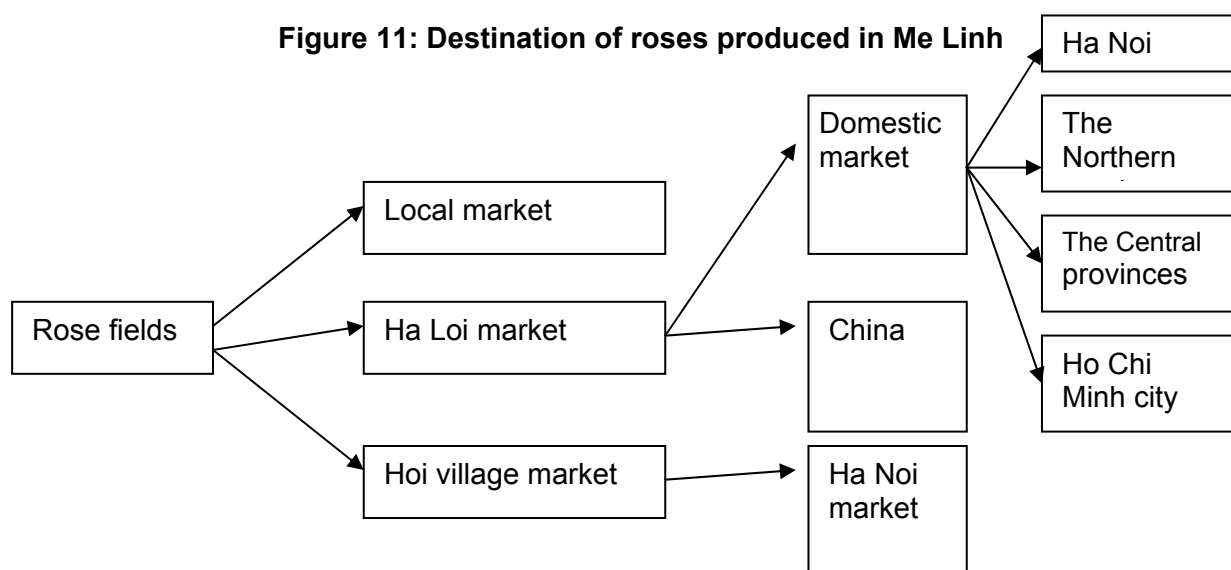 Figure 11: Destination of roses produced in Me Linh
Rose fields
Local market
Ha Loi market
Hoi village market
Domestic
market
China
Ha Noi
market
Ha Noi
The
Northern
The Central
provinces
Ho Chi
Minh city